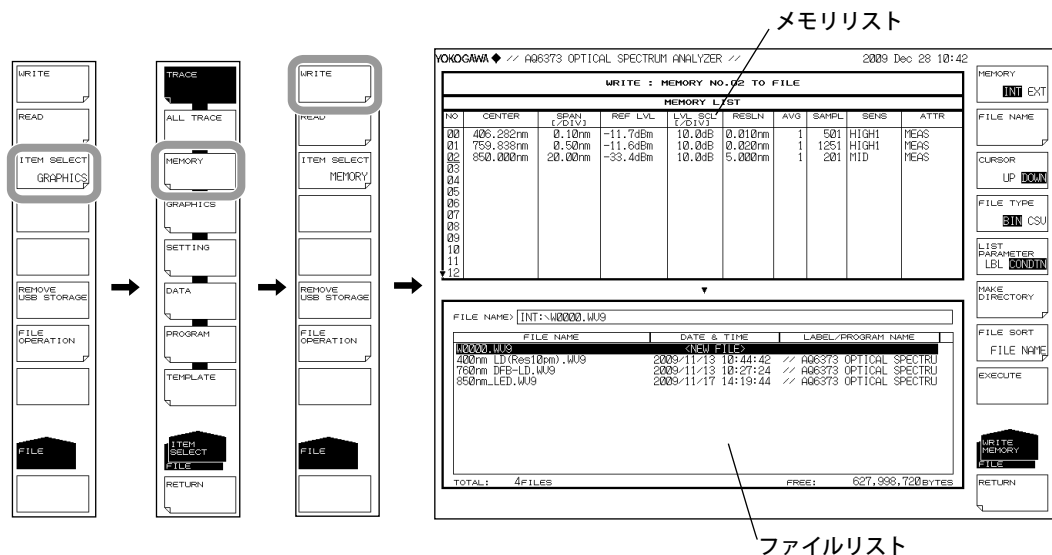 メモリリスト
WRITE
READ
ITEM SELECT
GRAPHICS
REMOVE
USB STORAGE
FILE
OPERATION
FILE
TRACE
ALL TRACE
MEMORY
GRAPHICS
SETTING
DATA
PROGRAM
TEMPLATE
ITEM
SELECT
FILE
RETURN
WRITE
READ
ITEM SELECT
MEMORY
REMOVE
USB STORAGE
FILE
OPERATION
FILE
YOKOGAWA ◆ // AQ6373 OPTICAL SPECTRUM ANALYZER // 2009 Dec 28 10:42
WRITE : MEMORY NO.02 TO FILE
MEMORY LIST
NO CENTER SPAN [/DIV] REF LVL LVL SCL [/DIV] RESLN AVG SAMPL SENS ATTR
00 406.282nm 0.10nm -11.7dBm 10.0dB 0.010nm 1 501 HIGH1 MEAS
01 759.838nm 0.50nm -11.6dBm 10.0dB 0.020nm 1 1251 HIGH1 MEAS
02 850.000nm 20.00nm -33.4dBm 10.0dB 5.000nm 1 201 MID MEAS
03
04
05
06
07
08
09
10
11
▼12
▼
FILE NAME> INT:\W0000.WV9
FILE NAME DATE & TIME LABEL/PROGRAM NAME
W0000.WV9 <NEW FILE>
400nm LD(Res10pm).WV9 2009/11/13 10:44:42 // AQ6373 OPTICAL SPECTRU
760nm DFB-LD.WV9 2009/11/13 10:27:24 // AQ6373 OPTICAL SPECTRU
850nm_LED.WV9 2009/11/17 14:19:44 // AQ6373 OPTICAL SPECTRU
TOTAL: 4FILES FREE: 627,998,720BYTES
MEMORY
INT EXT
FILE NAME
CURSOR
UP DOWN
FILE TYPE
BIN CSV
LIST
PARAMETER
LBL CONDTN
MAKE
DIRECTORY
FILE SORT
FILE NAME
EXECUTE
WRITE
MEMORY
FILE
RETURN
ファイルリスト